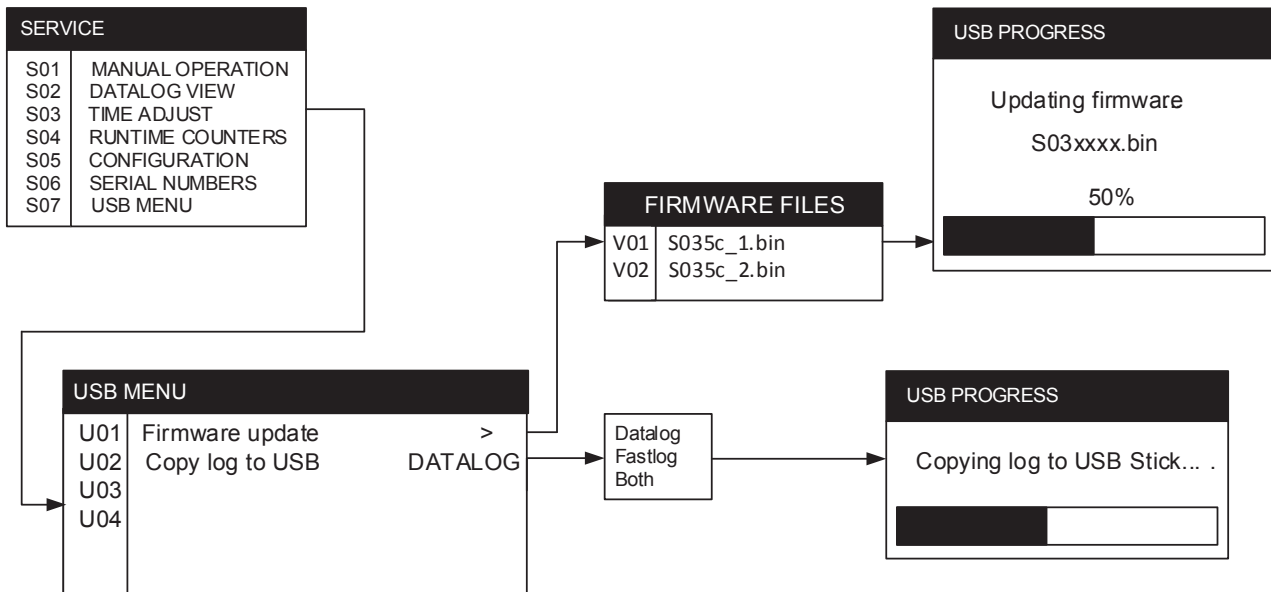 SERVICE
S01 MANUAL OPERATION
S02 DATALOG VIEW
S03 TIME ADJUST
S04 RUNTIME COUNTERS
S05 CONFIGURATION
S06 SERIAL NUMBERS
S07 USB MENU
USB MENU
U01 Firmware update >
U02 Copy log to USB DATALOG
U03
U04
FIRMWARE FILES
V01 S035c_1.bin
V02 S035c_2.bin
USB PROGRESS
Updating firmware
S03xxxx.bin
50%
Datalog
Fastlog
Both
USB PROGRESS
Copying log to USB Stick... .